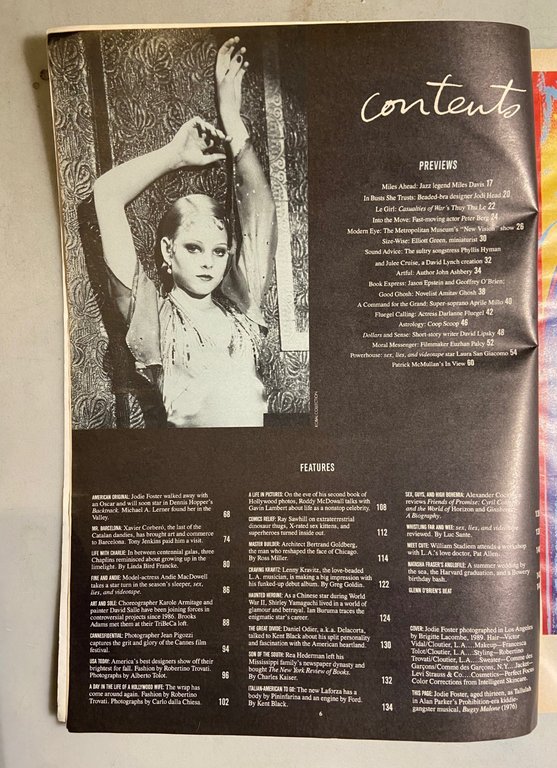 contents
PREVIEWS
Miles Ahead: Jazz legend Miles Davis 17
In Busts She Trusts: Beaded-bra designer Jodi Head 20
Le Girl: Casualties of War's Thuy Thu Le 22
Into the Move: Fast-moving actor Peter Berg 24
Modern Eye: The Metropolitan Museum's "New Vision" show 26
Size-Wise: Elliott Green, miniaturist 30
Sound Advice: The sultry songstress Phyllis Hyman
and Julee Cruise, a David Lynch creation 32
Artful: Author John Ashbery 34
Book Express: Jason Epstein and Geoffrey O'Brien;
Good Ghosh: Novelist Amitav Ghosh 38
A Command for the Grand: Super-soprano Aprile Millo 40
Fluegel Calling: Actress Darlanne Fluegel 42
Astrology: Coop Scoop 46
Dollars and Sense: Short-story writer David Lipsky 48
Moral Messenger: Filmmaker Euzhan Palcy 52
Powerhouse: sex, lies, and videotape star Laura San Giacomo 54
Patrick McMullan's In View 60
KOBAL COLLECTION
FEATURES
AMERICAN ORIGINAL: Jodie Foster walked away with
an Oscar and will soon star in Dennis Hopper's
Backtrack. Michael A. Lerner found her in the
Valley. 68
MR. BARCELONA: Xavier Corberó, the last of the
Catalan dandies, has brought art and commerce
to Barcelona. Tony Jenkins paid him a visit. 74
LIFE WITH CHARLIE: In between centennial galas, three
Chaplins reminisced about growing up in the
limelight. By Linda Bird Francke. 80
FINE AND ANDIE: Model-actress Andie MacDowell
takes a star turn in the season's sleeper, sex,
lies, and videotape. 86
ART AND SOLE: Choreographer Karole Armitage and
painter David Salle have been joining forces in
controversial projects since 1986. Brooks
Adams met them at their TriBeCa loft. 88
CANNESFIDENTIAL: Photographer Jean Pigozzi
captures the grit and glory of the Cannes film
festival. 94
USA TODAY: America's best designers show off their
brightest for fall. Fashion by Robertino Trovati.
Photographs by Alberto Tolot. 96
A DAY IN THE LIFE OF A HOLLYWOOD WIFE: The wrap has
come around again. Fashion by Robertino
Trovati. Photographs by Carlo dalla Chiesa. 102
A LIFE IN PICTURES: On the eve of his second book of
Hollywood photos, Roddy McDowall talks with
Gavin Lambert about life as a nonstop celebrity. 108
COMICS RELIEF: Ray Sawhill on extraterrestrial
dinosaur thugs, X-rated sex kittens, and
superheroes turned inside out. 112
MASTER BUILDER: Architect Bertrand Goldberg,
the man who reshaped the face of Chicago.
By Ross Miller. 114
CRAVING KRAVITZ: Lenny Kravitz, the love-beaded
L.A. musician, is making a big impression with
his funked-up debut album. By Greg Goldin. 122
HAUNTED HEROINE: As a Chinese star during World
War II, Shirley Yamaguchi lived in a world of
glamour and betrayal. Ian Buruma traces the
enigmatic star's career. 124
THE GREAT DIVIDE: Daniel Odier, a.k.a. Delacorta,
talked to Kent Black about his split personality
and fascination with the American heartland. 130
SON OF THE SOUTH: Rea Hederman left his
Mississippi family's newspaper dynasty and
bought The New York Review of Books.
By Charles Kaiser. 132
ITALIAN-AMERICAN TO GO: The new Laforza has a
body by Pininfarina and an engine by Ford.
By Kent Black. 134
SEX, GUYS, AND HIGH BOHEMIA: Alexander
reviews Friends of Promise: Cyril
and the World of Horizon and
A Biography.
WHISTLING FAR AND WEE: sex, lies, and
reviewed. By Luc Sante.
WATT CUTS: William Stadiem attends a workshop
with L.A.'s love doctor, Pat Allen.
NATASHA FRASER'S ANGLOFILE: A summer wedding by
the sea, the Harvard graduation, and a Bowery
birthday bash.
GLENN O'BRIEN'S BEAT
COVER: Jodie Foster photographed in Los Angeles
by Brigitte Lacombe, 1989. Hair—Victor
Vidal/Cloutier, L.A....Makeup—Francesca
Tolot/Cloutier, L.A....Styling—Robertino
Trovati/Cloutier, L.A....Sweater—Comme des
Garçons/Comme des Garçons, N.Y....Jacket—
Levi Strauss & Co....Cosmetics—Perfect Focus
Color Corrections from Intelligent Skincare.
THIS PAGE: Jodie Foster, aged thirteen, as Tallulah
in Alan Parker's Prohibition-era kiddie-
gangster musical, Bugsy Malone (1976)
6